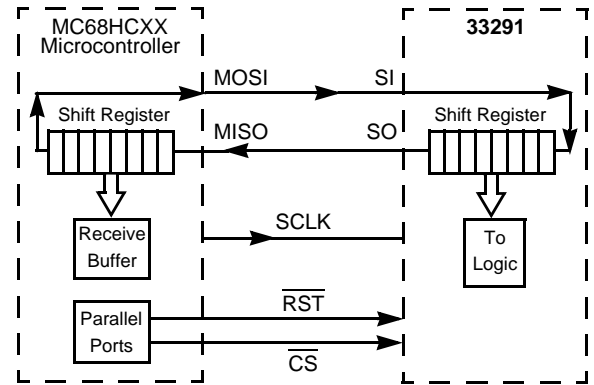 MC68HCXX
Microcontroller
33291
MOSI
SI
Shift Register
Shift Register
MISO
SO
Receive
Buffer
SCLK
To
Logic
Parallel
Ports
RST
CS